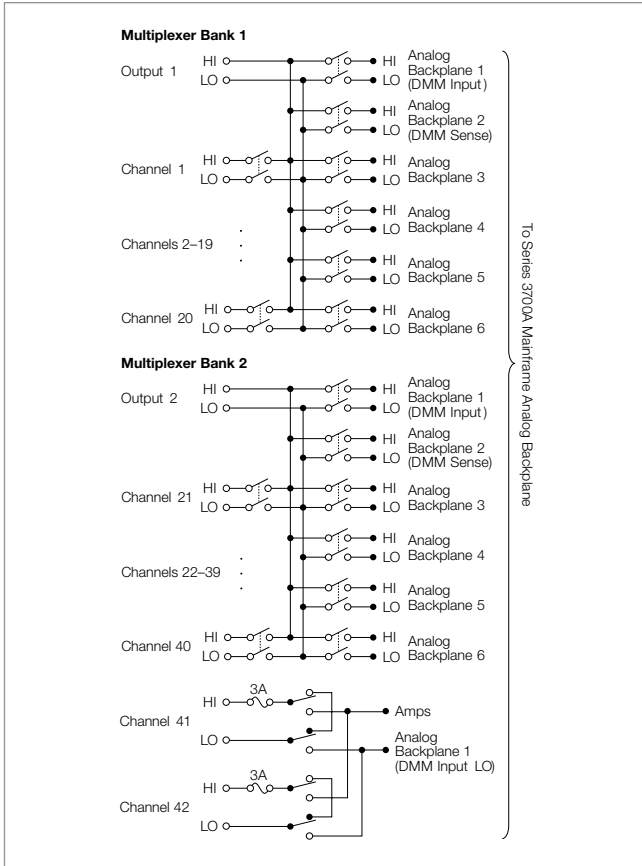 Multiplexer Bank 1
Output 1
HI
LO
HI Analog
LO Backplane 1
(DMM Input)
HI Analog
LO Backplane 2
(DMM Sense)
Channel 1
HI
LO
HI Analog
LO Backplane 3
Channels 2–19
HI Analog
LO Backplane 4
HI Analog
LO Backplane 5
Channel 20
HI
LO
HI Analog
LO Backplane 6
Multiplexer Bank 2
Output 2
HI
LO
HI Analog
LO Backplane 1
(DMM Input)
HI Analog
LO Backplane 2
(DMM Sense)
Channel 21
HI
LO
HI Analog
LO Backplane 3
Channels 22–39
HI Analog
LO Backplane 4
HI Analog
LO Backplane 5
Channel 40
HI
LO
HI Analog
LO Backplane 6
Channel 41
HI
3A
LO
Amps
Analog
Backplane 1
(DMM Input LO)
Channel 42
HI
3A
LO
To Series 3700A Mainframe Analog Backplane